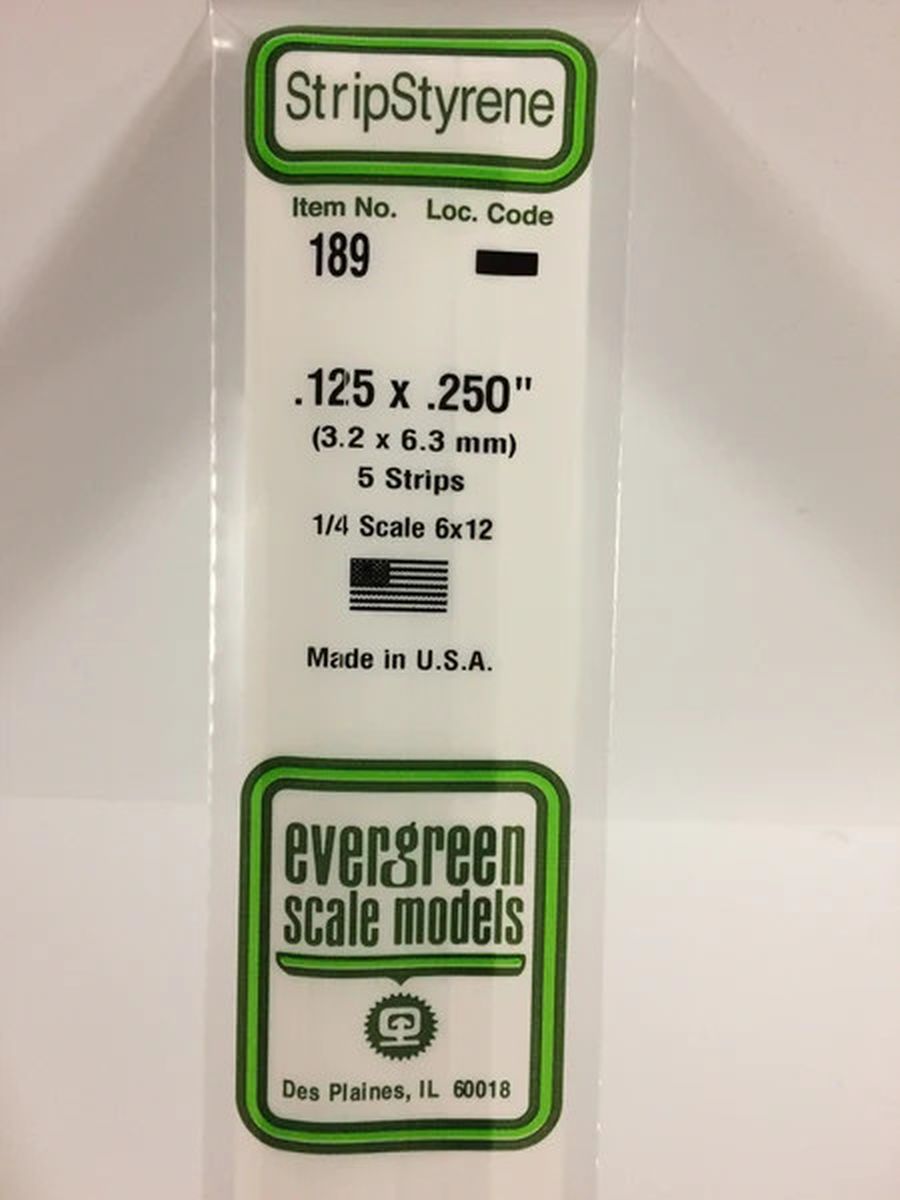 StripStyrene
Item No. Loc. Code
189
.125 x .250"
(3.2 x 6.3 mm)
5 Strips
1/4 Scale 6x12
Made in U.S.A.
evergreen
scale models
Des Plaines, IL 60018